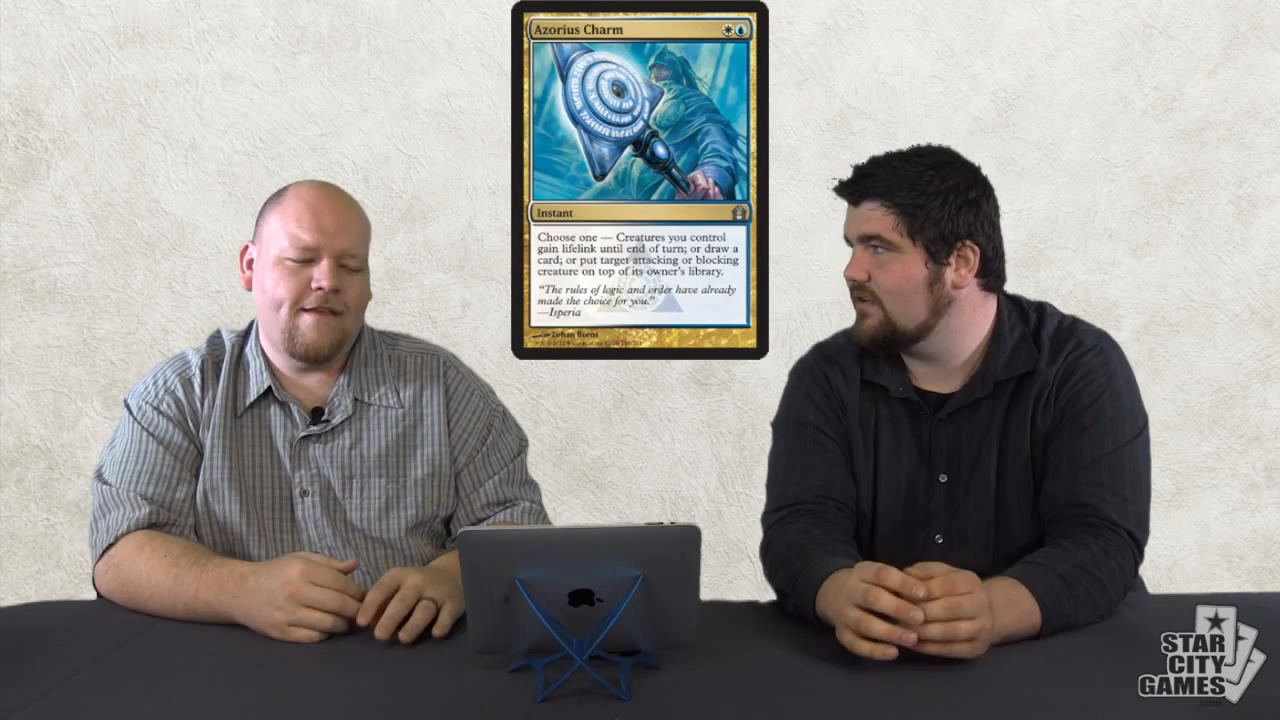 Azorius Charm
Instant
Choose one — Creatures you control
gain lifelink until end of turn; or draw a
card; or put target attacking or blocking
creature on top of its owner's library.
"The rules of logic and order have already
made the choice for you."
—Isperia
Zoltan Boros
STAR
CITY
GAMES
.com